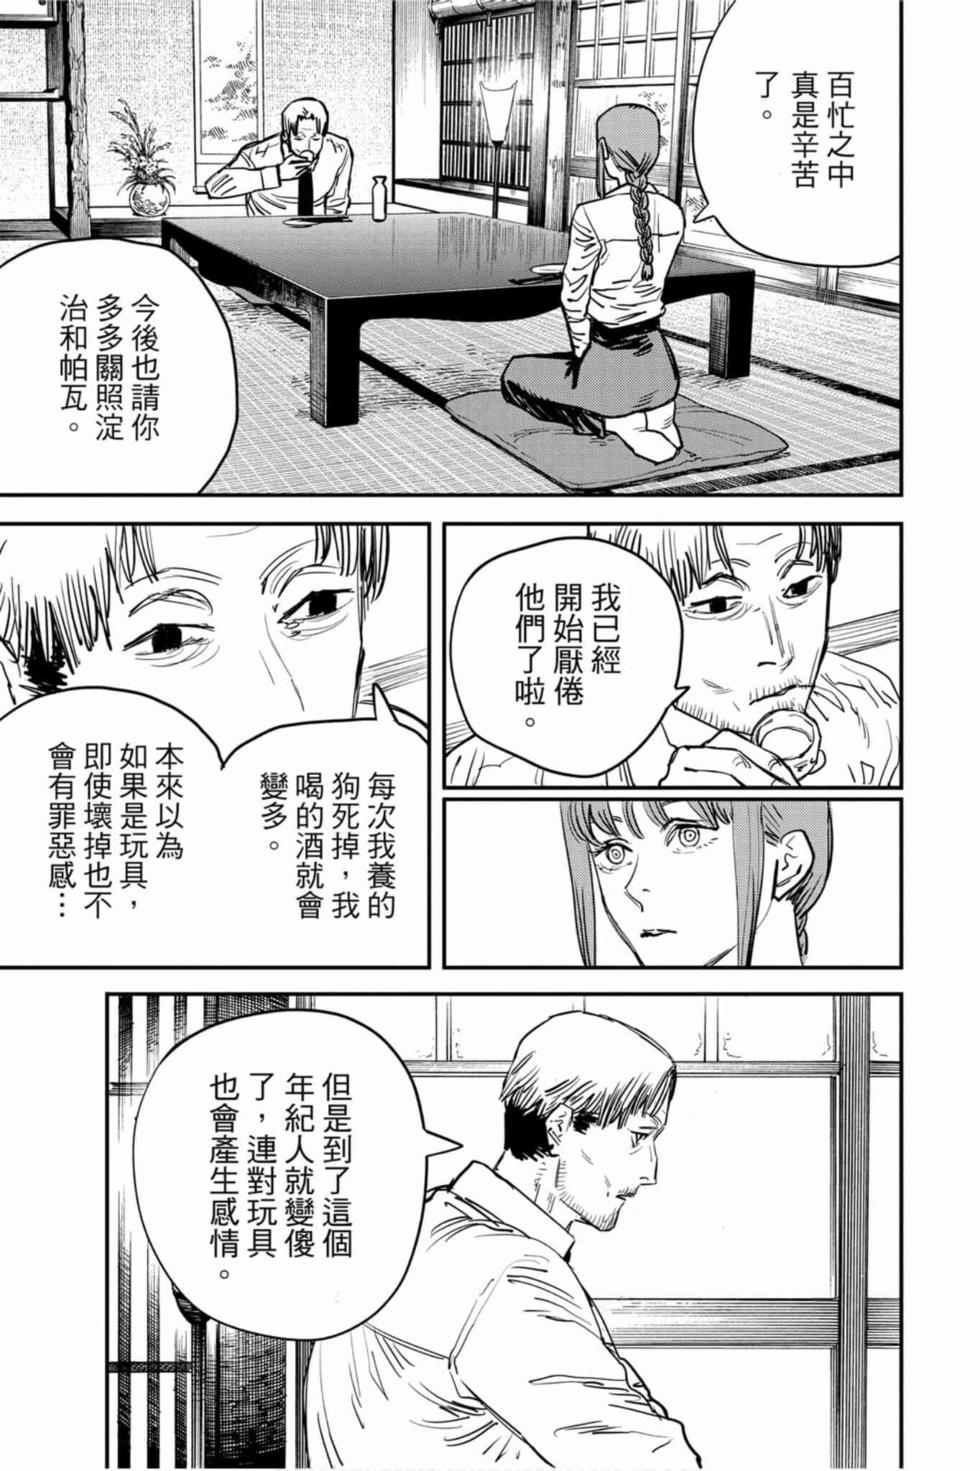 百忙之中
真是辛苦
了。
今後也請你
多多關照淀
治和帕瓦。
我已經
開始厭倦
他們了啦。
每次我養的
狗死掉，我
喝的酒就會
變多。
本來以為
如果是玩具，
即使壞掉也不
會有罪惡感…
但是到了這個
年紀人就變傻
了，連對玩具
也會產生感情。